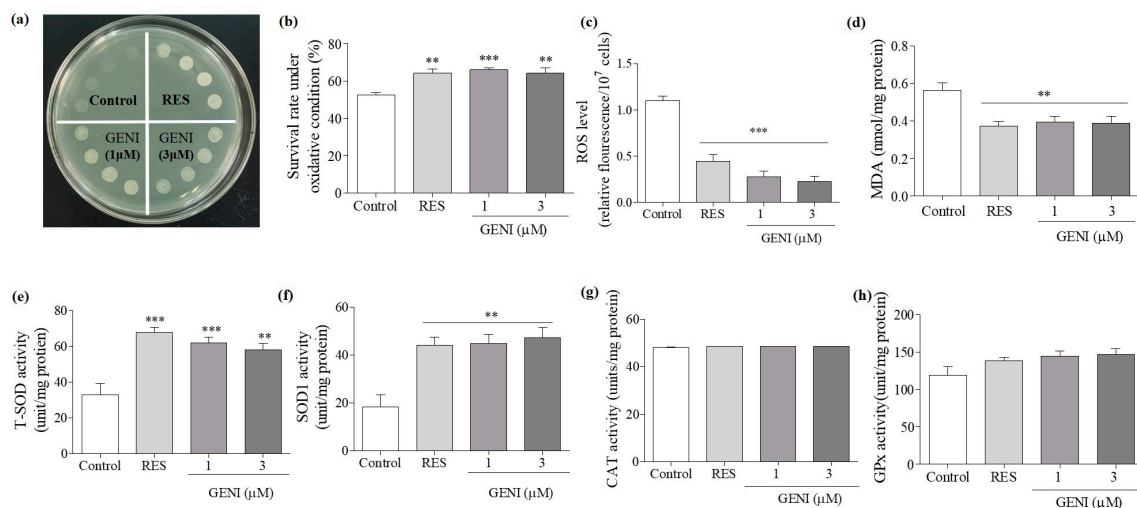 (a)
Control
RES
GENI
(1μM)
GENI
(3μM)
(b)
Survival rate under
oxidative condition (%)
80
60
40
20
0
** *** **
Control RES 1 3
GENI (μM)
(c)
ROS level
(relative flourescence/10⁷ cells)
1.5
1.0
0.5
0.0
***
Control RES 1 3
GENI (μM)
(d)
MDA (nmol/mg protein)
0.8
0.6
0.4
0.2
0.0
**
Control RES 1 3
GENI (μM)
(e)
T-SOD activity
(unit/mg protien)
80
60
40
20
0
*** *** **
Control RES 1 3
GENI (μM)
(f)
SOD1 activity
(unit/mg protein)
60
40
20
0
**
Control RES 1 3
GENI (μM)
(g)
CAT activity (units/mg protein)
60
40
20
0
Control RES 1 3
GENI (μM)
(h)
GPx activity(unit/mg protein)
200
150
100
50
0
Control RES 1 3
GENI (μM)